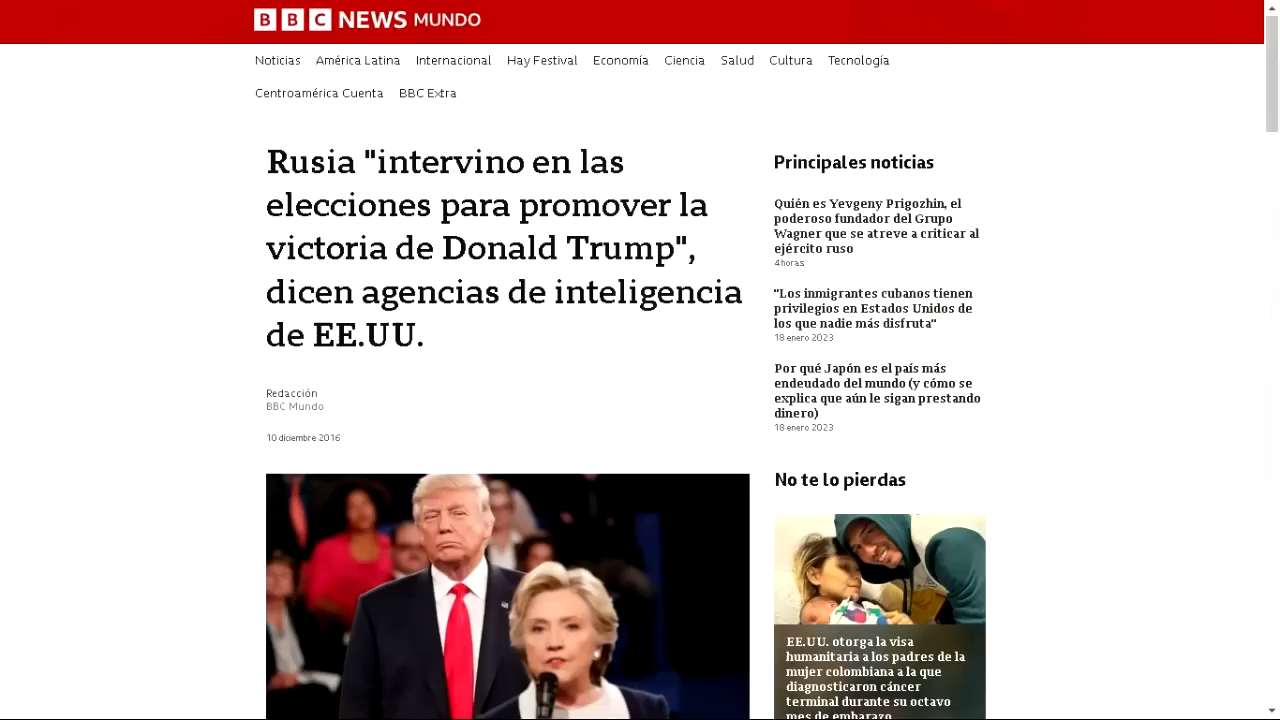 BBC NEWS MUNDO
Noticias América Latina Internacional Hay Festival Economía Ciencia Salud Cultura Tecnología
Centroamérica Cuenta BBC Extra
Rusia "intervino en las
elecciones para promover la
victoria de Donald Trump",
dicen agencias de inteligencia
de EE.UU.
Redacción
BBC Mundo
10 diciembre 2016
Principales noticias
Quién es Yevgeny Prigozhin, el
poderoso fundador del Grupo
Wagner que se atreve a criticar al
ejército ruso
4 horas
"Los inmigrantes cubanos tienen
privilegios en Estados Unidos de
los que nadie más disfruta"
18 enero 2023
Por qué Japón es el país más
endeudado del mundo (y cómo se
explica que aún le sigan prestando
dinero)
18 enero 2023
No te lo pierdas
EE.UU. otorga la visa
humanitaria a los padres de la
mujer colombiana a la que
diagnosticaron cáncer
terminal durante su octavo
mes de embarazo